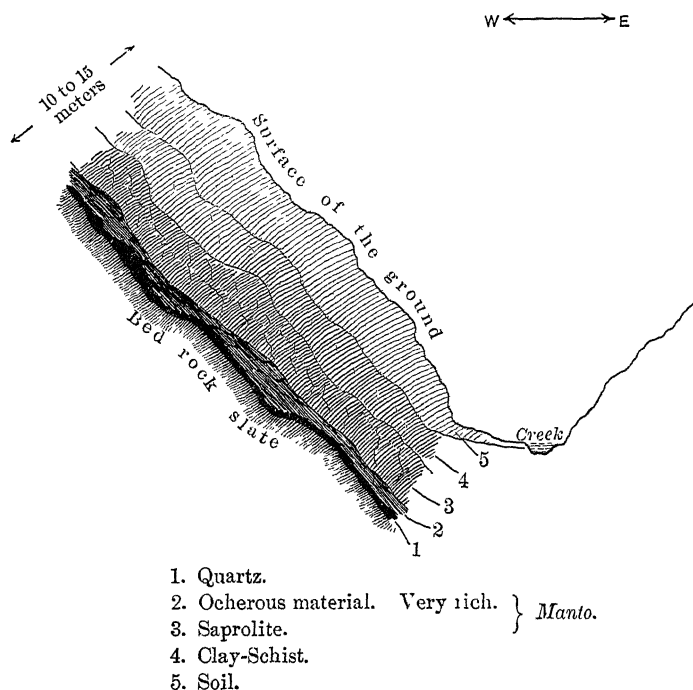 W E
10 to 15
meters
Surface of the ground
Bed rock slate
Creek
5
4
3
2
1
1. Quartz.
2. Ocherous material. Very rich. } Manto.
3. Saprolite.
4. Clay-Schist.
5. Soil.